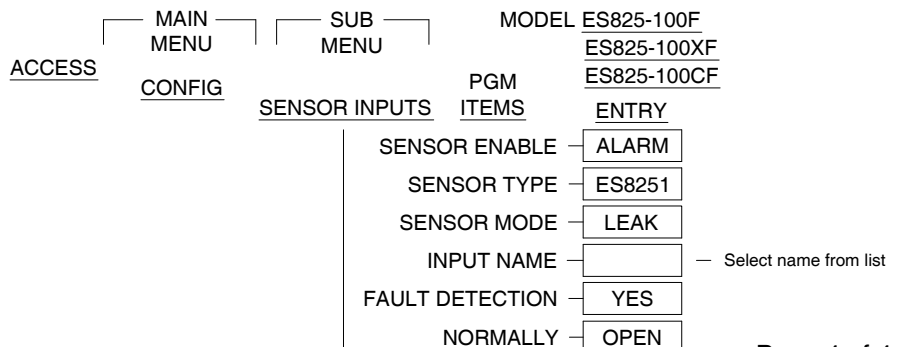 MAIN MENU
SUB MENU
MODEL ES825-100F
ES825-100XF
ES825-100CF
ACCESS
CONFIG
SENSOR INPUTS
PGM ITEMS
ENTRY
SENSOR ENABLE ALARM
SENSOR TYPE ES8251
SENSOR MODE LEAK
INPUT NAME Select name from list
FAULT DETECTION YES
NORMALLY OPEN